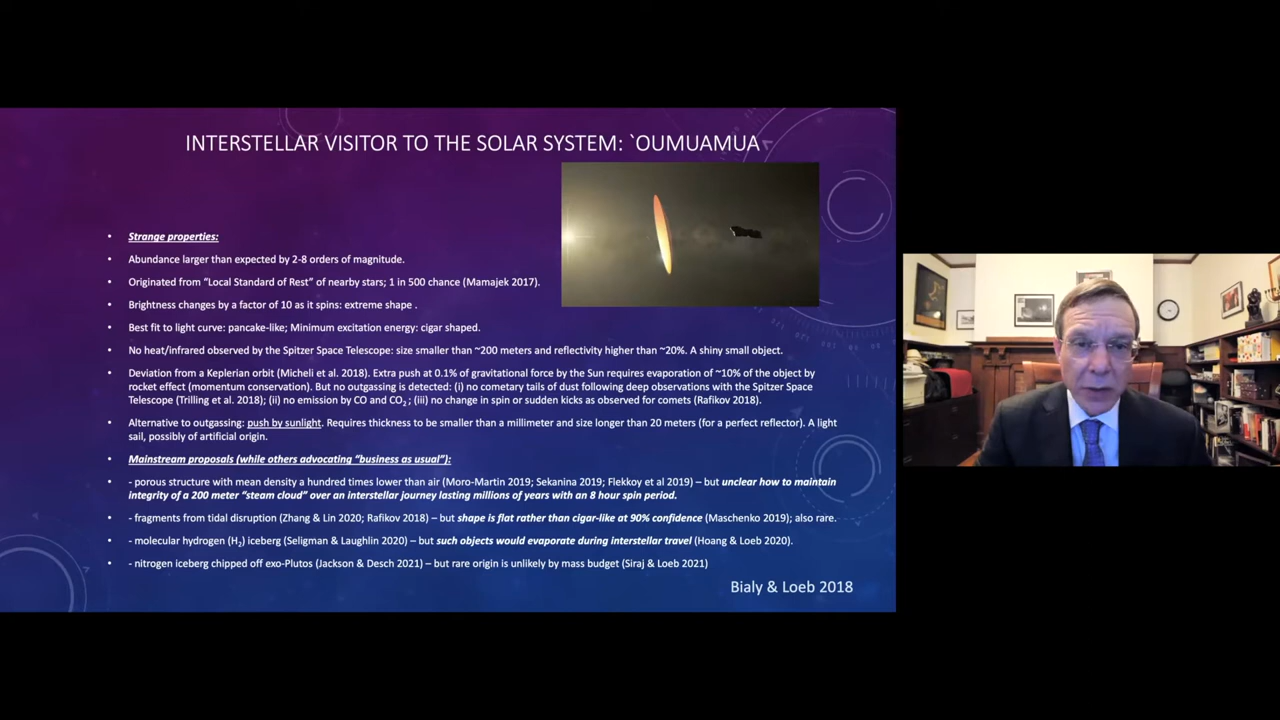 INTERSTELLAR VISITOR TO THE SOLAR SYSTEM: `OUMUAMUA
• Strange properties:
• Abundance larger than expected by 2-8 orders of magnitude.
• Originated from “Local Standard of Rest” of nearby stars; 1 in 500 chance (Mamajek 2017).
• Brightness changes by a factor of 10 as it spins: extreme shape .
• Best fit to light curve: pancake-like; Minimum excitation energy: cigar shaped.
• No heat/infrared observed by the Spitzer Space Telescope: size smaller than ~200 meters and reflectivity higher than ~20%. A shiny small object.
• Deviation from a Keplerian orbit (Micheli et al. 2018). Extra push at 0.1% of gravitational force by the Sun requires evaporation of ~10% of the object by
rocket effect (momentum conservation). But no outgassing is detected: (i) no cometary tails of dust following deep observations with the Spitzer Space
Telescope (Trilling et al. 2018); (ii) no emission by CO and CO2 ; (iii) no change in spin or sudden kicks as observed for comets (Rafikov 2018).
• Alternative to outgassing: push by sunlight. Requires thickness to be smaller than a millimeter and size longer than 20 meters (for a perfect reflector). A light
sail, possibly of artificial origin.
• Mainstream proposals (while others advocating “business as usual”):
• - porous structure with mean density a hundred times lower than air (Moro-Martin 2019; Sekanina 2019; Flekkoy et al 2019) – but unclear how to maintain
integrity of a 200 meter “steam cloud” over an interstellar journey lasting millions of years with an 8 hour spin period.
• - fragments from tidal disruption (Zhang & Lin 2020; Rafikov 2018) – but shape is flat rather than cigar-like at 90% confidence (Maschenko 2019); also rare.
• - molecular hydrogen (H2) iceberg (Seligman & Laughlin 2020) – but such objects would evaporate during interstellar travel (Hoang & Loeb 2020).
• - nitrogen iceberg chipped off exo-Plutos (Jackson & Desch 2021) – but rare origin is unlikely by mass budget (Siraj & Loeb 2021)
Bialy & Loeb 2018